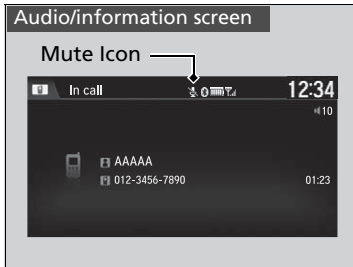 Audio/information screen
Mute Icon
In call
12:34
10
AAAAA
012-3456-7890
01:23